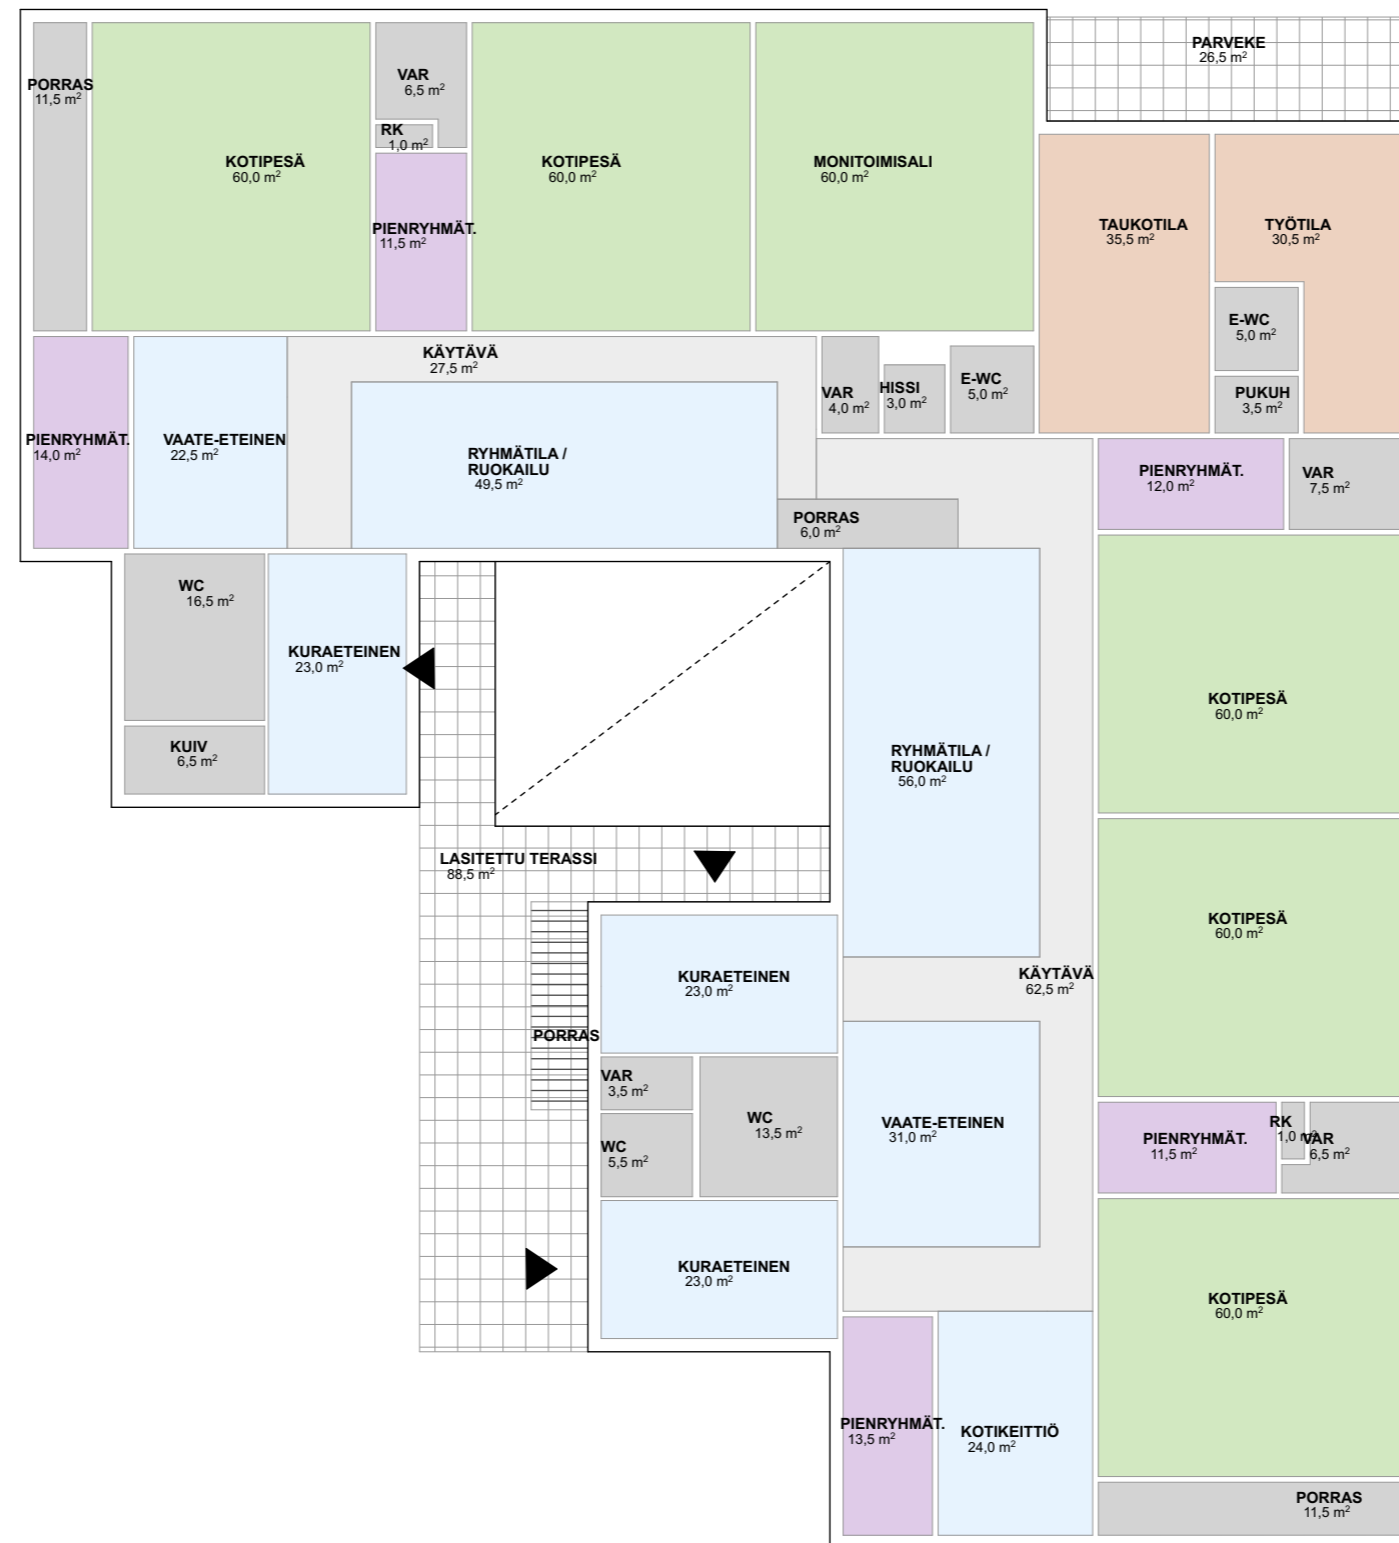 PARVEKE
26,5 m²
PORRAS
11,5 m²
VAR
6,5 m²
RK
1,0 m²
KOTIPESÄ
60,0 m²
KOTIPESÄ
60,0 m²
MONITOIMISALI
60,0 m²
PIENRYHMÄT.
11,5 m²
TAUKOTILA
35,5 m²
TYÖTILA
30,5 m²
E-WC
5,0 m²
PUKUH
3,5 m²
KÄYTÄVÄ
27,5 m²
VAR
4,0 m²
HISSI
3,0 m²
E-WC
5,0 m²
PIENRYHMÄT.
14,0 m²
VAATE-ETEINEN
22,5 m²
RYHMÄTILA /
RUOKAILU
49,5 m²
PIENRYHMÄT.
12,0 m²
VAR
7,5 m²
PORRAS
6,0 m²
WC
16,5 m²
KURAETEINEN
23,0 m²
KUIV
6,5 m²
KOTIPESÄ
60,0 m²
RYHMÄTILA /
RUOKAILU
56,0 m²
LASITETTU TERASSI
88,5 m²
KOTIPESÄ
60,0 m²
KURAETEINEN
23,0 m²
KÄYTÄVÄ
62,5 m²
PORRAS
VAR
3,5 m²
WC
13,5 m²
WC
5,5 m²
VAATE-ETEINEN
31,0 m²
PIENRYHMÄT.
11,5 m²
RK
1,0 m²
VAR
6,5 m²
KURAETEINEN
23,0 m²
KOTIPESÄ
60,0 m²
PIENRYHMÄT.
13,5 m²
KOTIKEITTIÖ
24,0 m²
PORRAS
11,5 m²